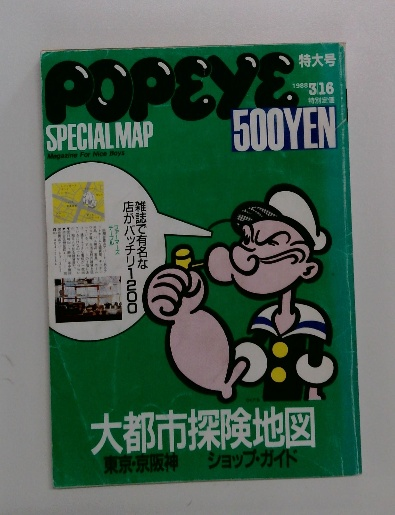 POPEYE
特大号
1988 3|16
特別定価
500YEN
SPECIAL MAP
Magazine For Nice Boys
雑誌で有名な
店がバッチリ1200
大都市探険地図
東京・京阪神 ショップ・ガイド